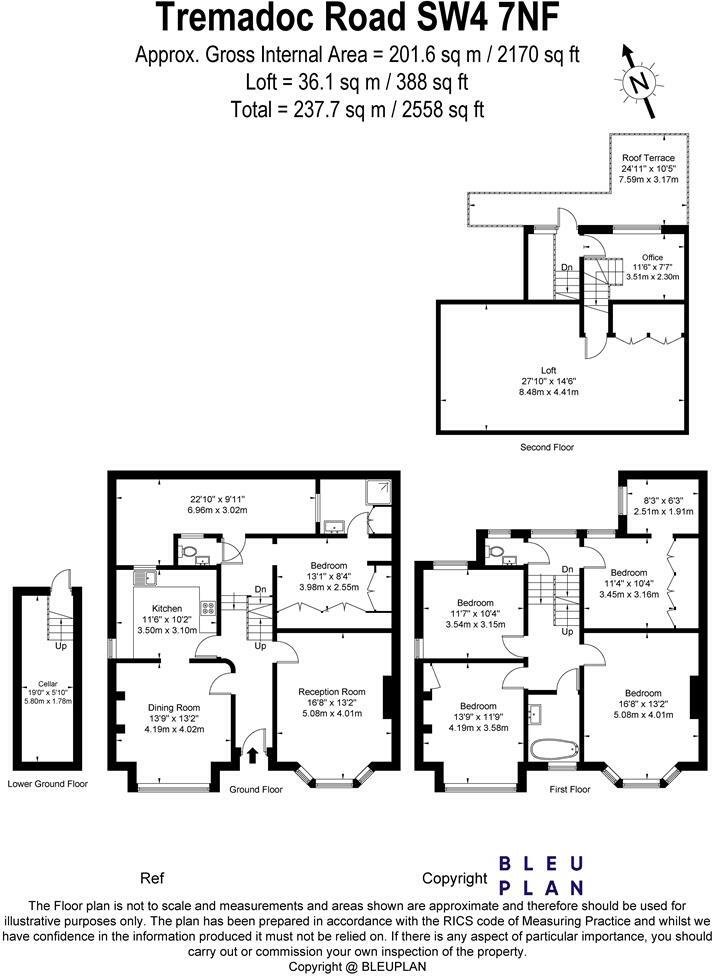 Tremadoc Road SW4 7NF
Approx. Gross Internal Area = 201.6 sq m / 2170 sq ft
Loft = 36.1 sq m / 388 sq ft
Total = 237.7 sq m / 2558 sq ft
N
Roof Terrace
24'11" x 10'5"
7.59m x 3.17m
Office
11'6" x 7'7"
3.51m x 2.30m
Dn
Loft
27'10" x 14'6"
8.48m x 4.41m
Second Floor
Up
Cellar
19'0" x 5'10"
5.80m x 1.78m
Lower Ground Floor
22'10" x 9'11"
6.96m x 3.02m
Bedroom
13'1" x 8'4"
3.98m x 2.55m
Dn
Kitchen
11'6" x 10'2"
3.50m x 3.10m
Up
Reception Room
16'8" x 13'2"
5.08m x 4.01m
Dining Room
13'9" x 13'2"
4.19m x 4.02m
Ground Floor
8'3" x 6'3"
2.51m x 1.91m
Dn
Bedroom
11'4" x 10'4"
3.45m x 3.16m
Bedroom
11'7" x 10'4"
3.54m x 3.15m
Up
Bedroom
16'8" x 13'2"
5.08m x 4.01m
Bedroom
13'9" x 11'9"
4.19m x 3.58m
First Floor
Ref
Copyright
BLEU
PLAN
The Floor plan is not to scale and measurements and areas shown are approximate and therefore should be used for
illustrative purposes only. The plan has been prepared in accordance with the RICS code of Measuring Practice and whilst we
have confidence in the information produced it must not be relied on. If there is any aspect of particular importance, you should
carry out or commission your own inspection of the property.
Copyright @ BLEUPLAN